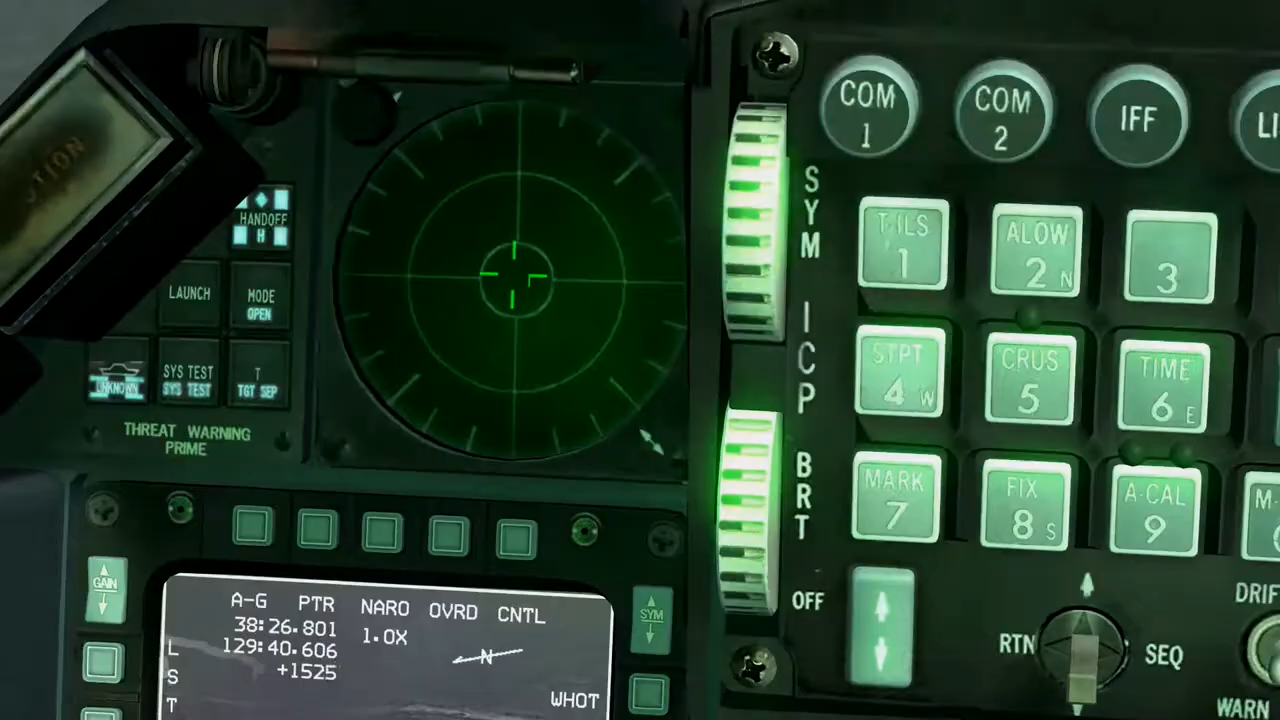 COM
1
COM
2
IFF
LI
SYM
T-ILS
1
ALOW
2 N
3
HANDOFF
H
LAUNCH
MODE
OPEN
ICP
STPT
4 W
CRUS
5
TIME
6 E
UNKNOWN
SYS TEST
SYS TEST
T
TGT SEP
THREAT WARNING
PRIME
BRT
MARK
7
FIX
8 S
A-CAL
9
M-
OFF
GAIN
SYM
RTN
SEQ
DRIF
WARN
A-G PTR NARO OVRD CNTL
38:26.801 1.0X
129:40.606
+1525
N
WHOT
L
S
T